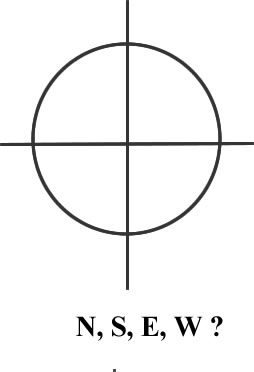 N, S, E, W ?